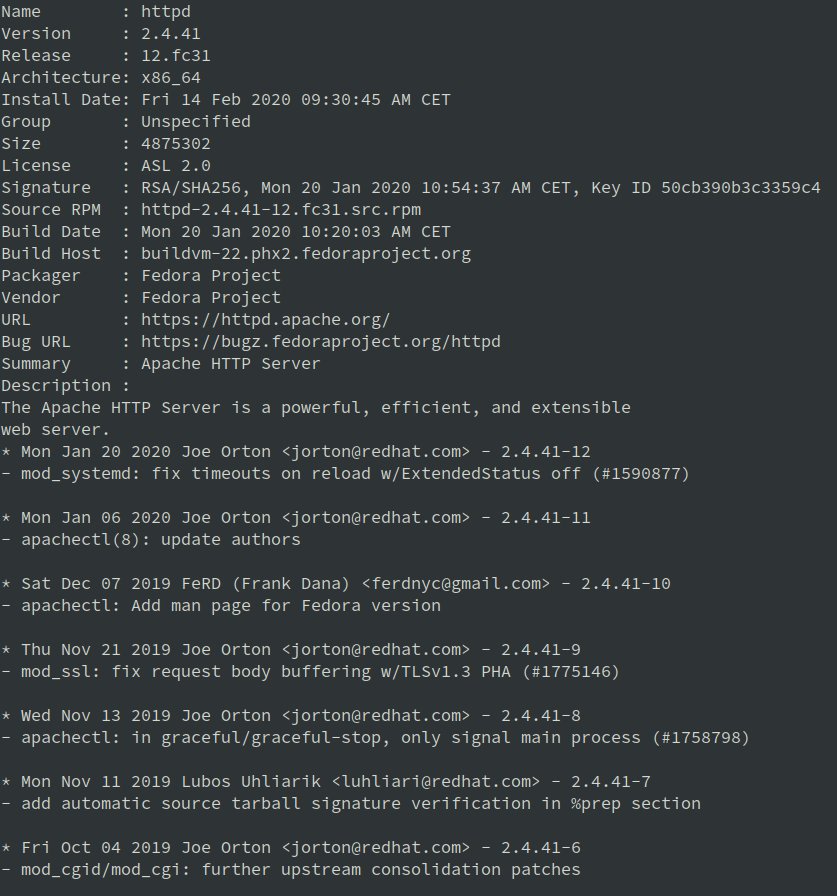 Name        : httpd
Version     : 2.4.41
Release     : 12.fc31
Architecture: x86_64
Install Date: Fri 14 Feb 2020 09:30:45 AM CET
Group       : Unspecified
Size        : 4875302
License     : ASL 2.0
Signature   : RSA/SHA256, Mon 20 Jan 2020 10:54:37 AM CET, Key ID 50cb390b3c3359c4
Source RPM  : httpd-2.4.41-12.fc31.src.rpm
Build Date  : Mon 20 Jan 2020 10:20:03 AM CET
Build Host  : buildvm-22.phx2.fedoraproject.org
Packager    : Fedora Project
Vendor      : Fedora Project
URL         : https://httpd.apache.org/
Bug URL     : https://bugz.fedoraproject.org/httpd
Summary     : Apache HTTP Server
Description :
The Apache HTTP Server is a powerful, efficient, and extensible
web server.
* Mon Jan 20 2020 Joe Orton <jorton@redhat.com> - 2.4.41-12
- mod_systemd: fix timeouts on reload w/ExtendedStatus off (#1590877)

* Mon Jan 06 2020 Joe Orton <jorton@redhat.com> - 2.4.41-11
- apachectl(8): update authors

* Sat Dec 07 2019 FeRD (Frank Dana) <ferdnyc@gmail.com> - 2.4.41-10
- apachectl: Add man page for Fedora version

* Thu Nov 21 2019 Joe Orton <jorton@redhat.com> - 2.4.41-9
- mod_ssl: fix request body buffering w/TLSv1.3 PHA (#1775146)

* Wed Nov 13 2019 Joe Orton <jorton@redhat.com> - 2.4.41-8
- apachectl: in graceful/graceful-stop, only signal main process (#1758798)

* Mon Nov 11 2019 Lubos Uhliarik <luhliari@redhat.com> - 2.4.41-7
- add automatic source tarball signature verification in %prep section

* Fri Oct 04 2019 Joe Orton <jorton@redhat.com> - 2.4.41-6
- mod_cgid/mod_cgi: further upstream consolidation patches